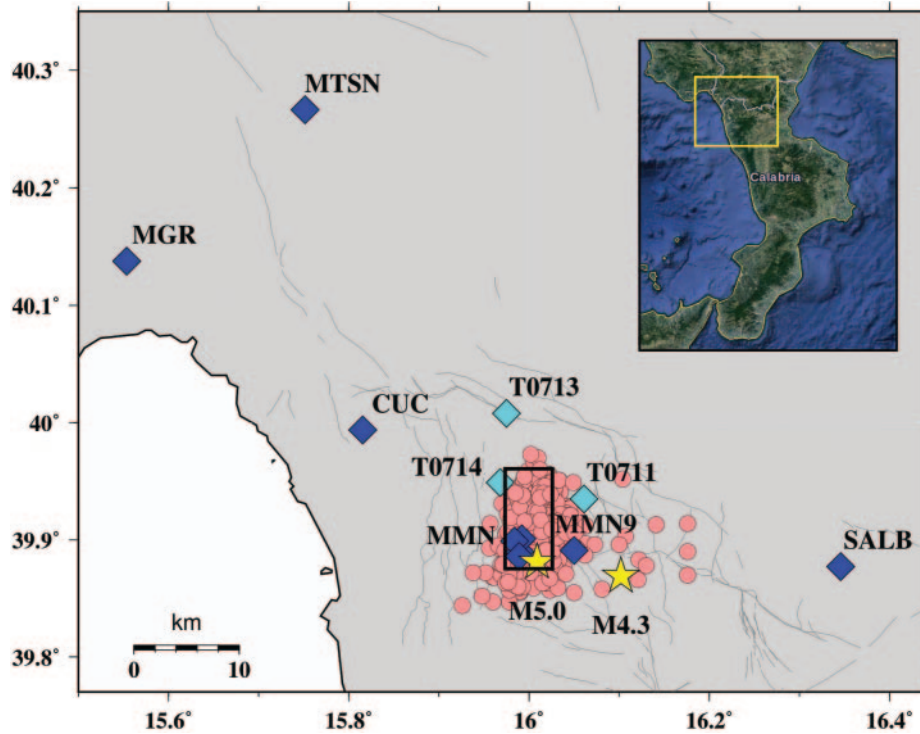 40.3°
MTSN
40.2°
MGR
Calabria
40.1°
T0713
CUC
40°
T0714
T0711
39.9°
MMN
MMN9
SALB
M5.0
M4.3
km
0 10
39.8°
15.6° 15.8° 16° 16.2° 16.4°